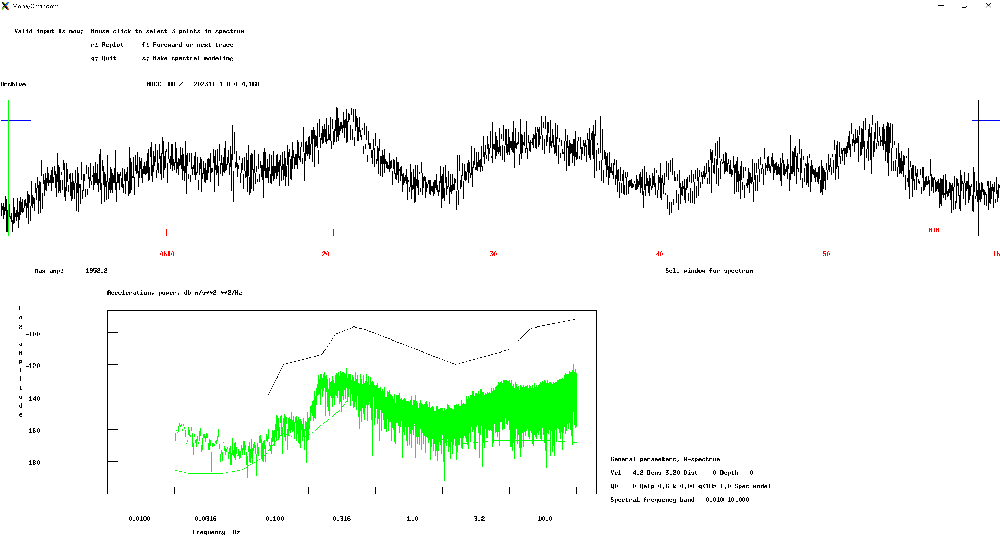 Moba/X window
Valid input is now:  Mouse click to select 3 points in spectrum
r: Replot     f: Foreward or next trace
q: Quit       s: Make spectral modeling
Archive                                 MACC  HH Z   202311 1 0 0 4.168
MIN
0h10 20 30 40 50 1h
Max amp:      1952.2
Sel. window for spectrum
Acceleration, power, db m/s**2 **2/Hz
Log amplitude
-100
-120
-140
-160
-180
0.0100 0.0316 0.100 0.316 1.0 3.2 10.0
Frequency  Hz
General parameters, N-spectrum
Vel   4.2 Dens 3.20 Dist    0 Depth   0
Q0    0 Qalp 0.6 k 0.00 q<1Hz 1.0 Spec model
Spectral frequency band   0.010 10.000